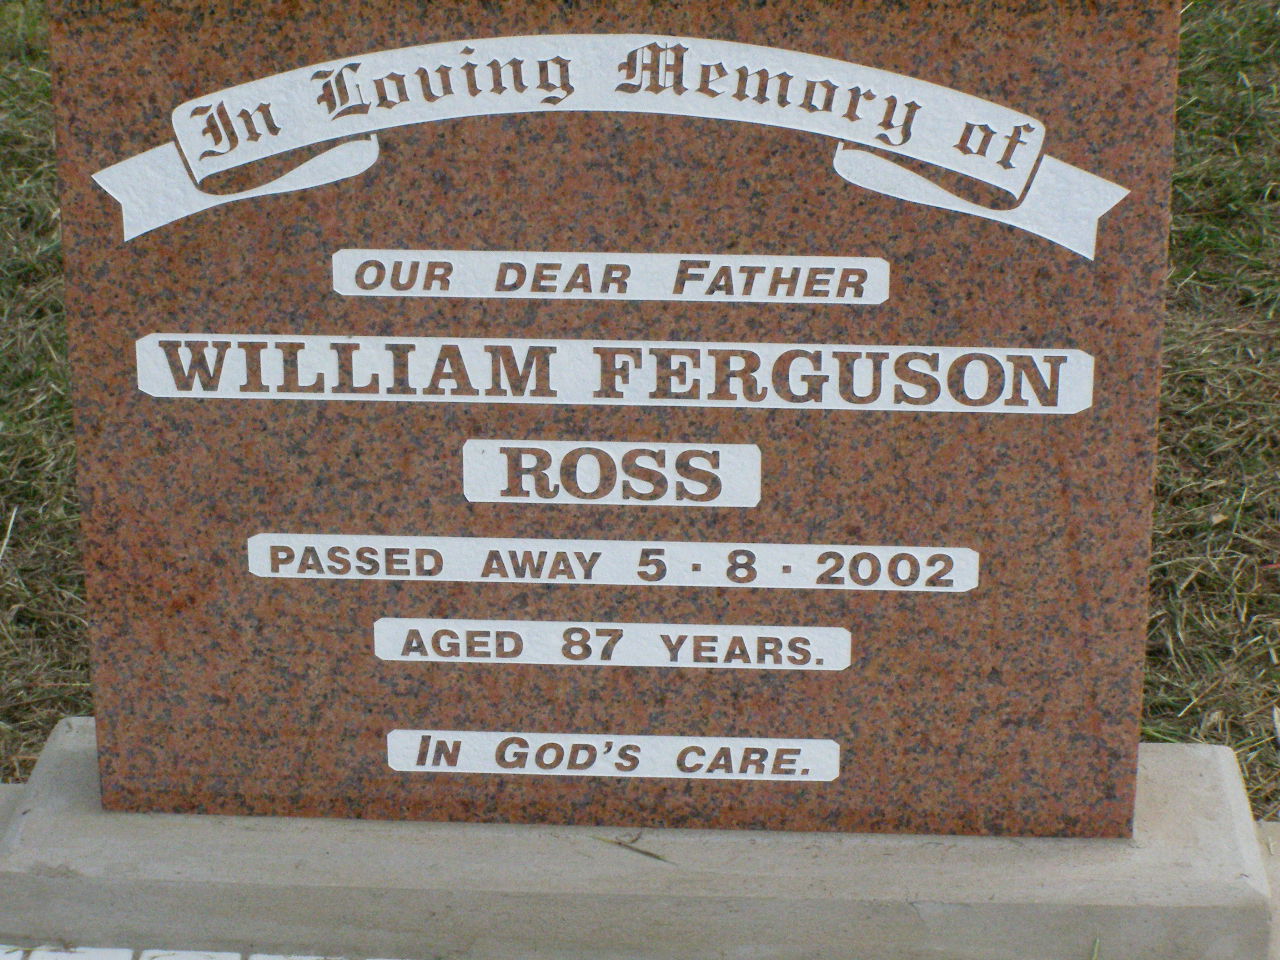 In Loving Memory of
OUR DEAR FATHER
WILLIAM FERGUSON
ROSS
PASSED AWAY 5·8·2002
AGED 87 YEARS.
IN GOD'S CARE.